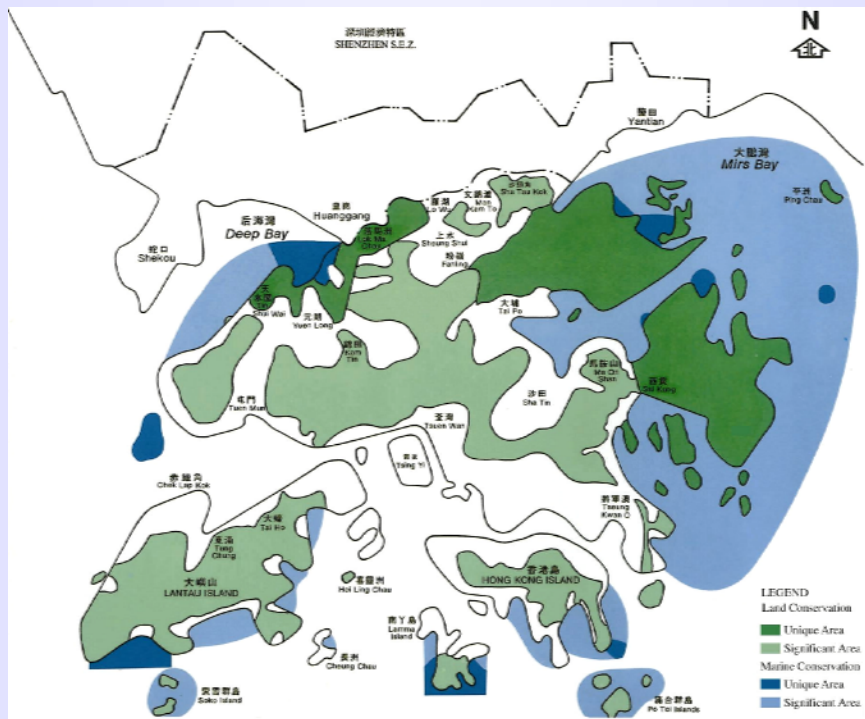 N
北
深圳經濟特區
SHENZHEN S.E.Z.
鹽田
Yantian
大鵬灣
Mirs Bay
平洲
Ping Chau
沙頭角
Sha Tau Kok
文錦渡
Man
Kam To
羅湖
Lo Wu
皇崗
Huanggang
后海灣
Deep Bay
落馬洲
Lok Ma
Chau
上水
Sheung Shui
粉嶺
Fanling
蛇口
Shekou
天水圍
Tin
Shui Wai
元朗
Yuen Long
大埔
Tai Po
錦田
Kam
Tin
馬鞍山
Ma On
Shan
西貢
Sai Kung
沙田
Sha Tin
屯門
Tuen Mun
荃灣
Tsuen Wan
青衣
Tsing Yi
赤鱲角
Chek Lap Kok
將軍澳
Tseung
Kwan O
大蠔
Tai Ho
東涌
Tung
Chung
大嶼山
LANTAU ISLAND
喜靈洲
Hei Ling Chau
香港島
HONG KONG ISLAND
南丫島
Lamma
Island
長洲
Cheung Chau
索罟群島
Soko Island
蒲台群島
Po Toi Islands
LEGEND
Land Conservation
Unique Area
Significant Area
Marine Conservation
Unique Area
Significant Area